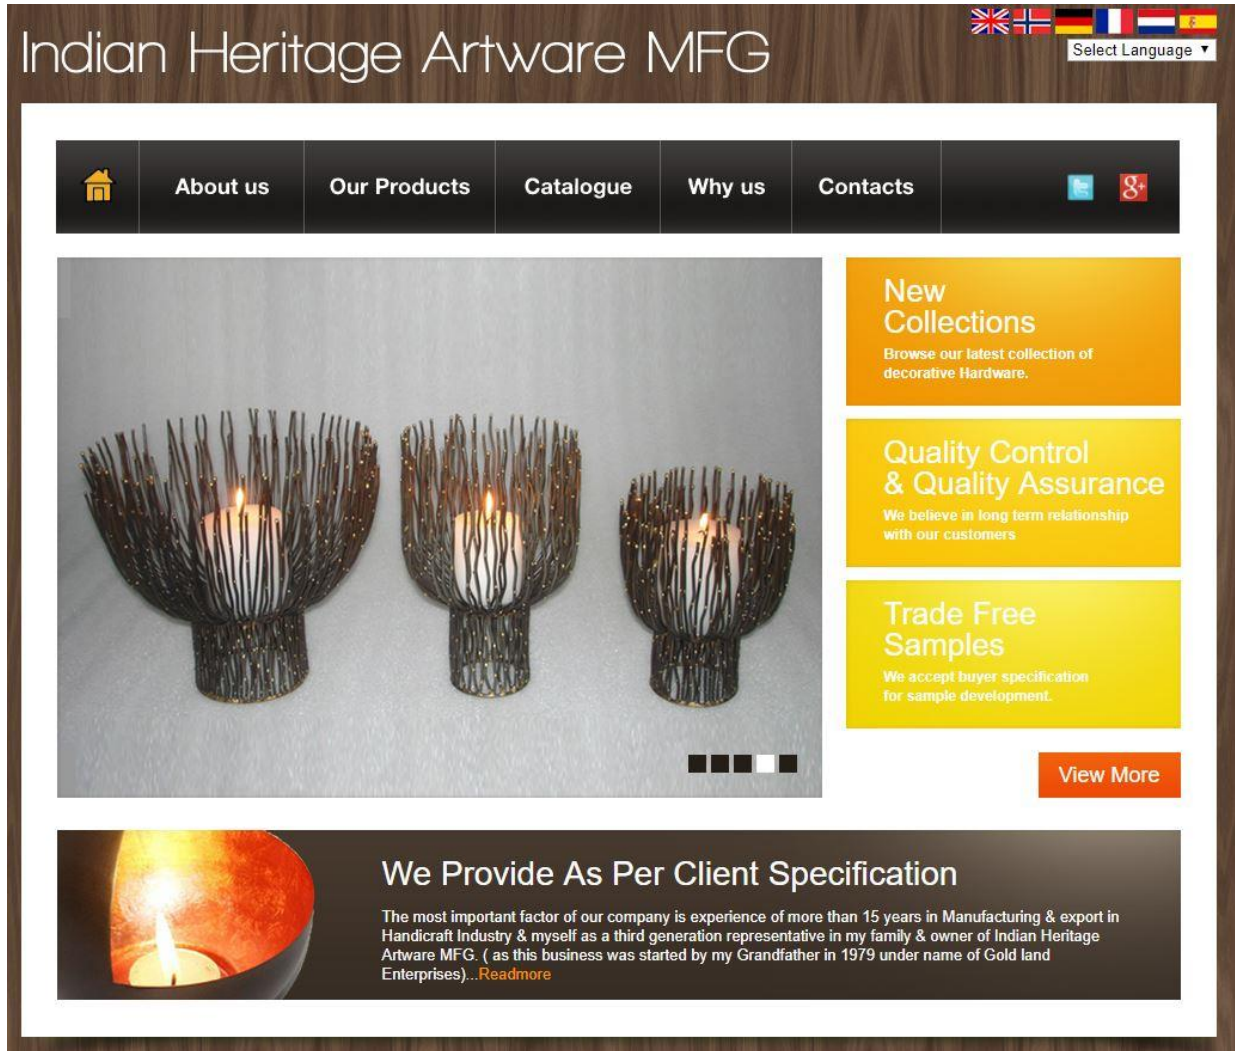 Indian Heritage Artware MFG
Select Language
About us
Our Products
Catalogue
Why us
Contacts
g+
New
Collections
Browse our latest collection of
decorative Hardware.
Quality Control
& Quality Assurance
We believe in long term relationship
with our customers
Trade Free
Samples
We accept buyer specification
for sample development.
View More
We Provide As Per Client Specification
The most important factor of our company is experience of more than 15 years in Manufacturing & export in
Handicraft Industry & myself as a third generation representative in my family & owner of Indian Heritage
Artware MFG. ( as this business was started by my Grandfather in 1979 under name of Gold land
Enterprises)...Readmore